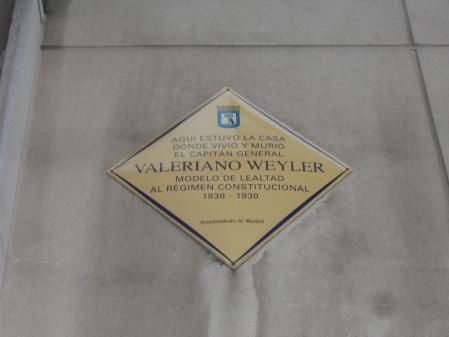 AQUÍ ESTUVO LA CASA
DONDE VIVIÓ Y MURIÓ
EL CAPITÁN GENERAL
VALERIANO WEYLER
MODELO DE LEALTAD
AL RÉGIMEN CONSTITUCIONAL
1838 - 1930
Ayuntamiento de Madrid